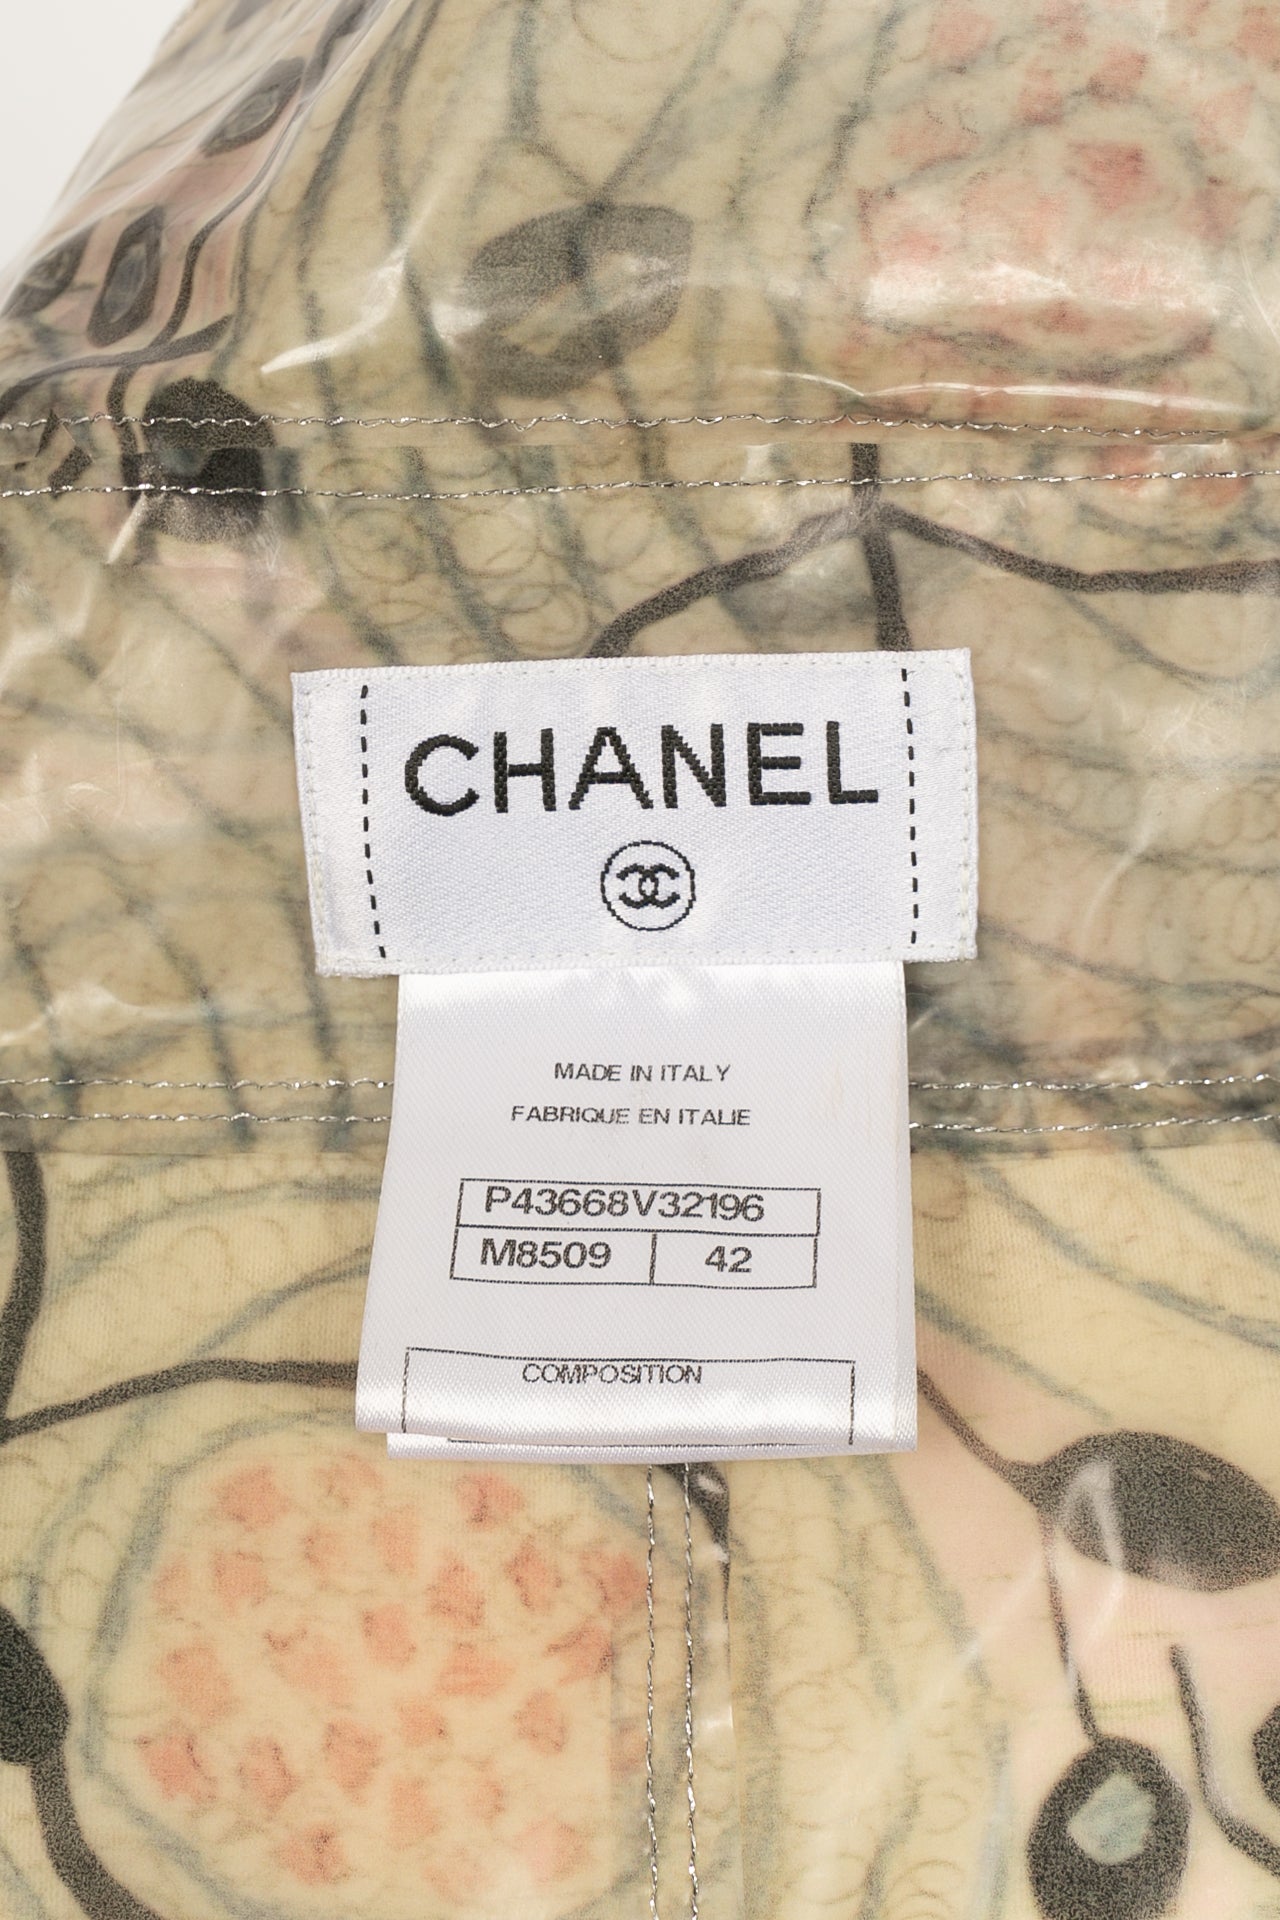 CHANEL
MADE IN ITALY
FABRIQUE EN ITALIE
P43668V32196
M8509 42
COMPOSITION